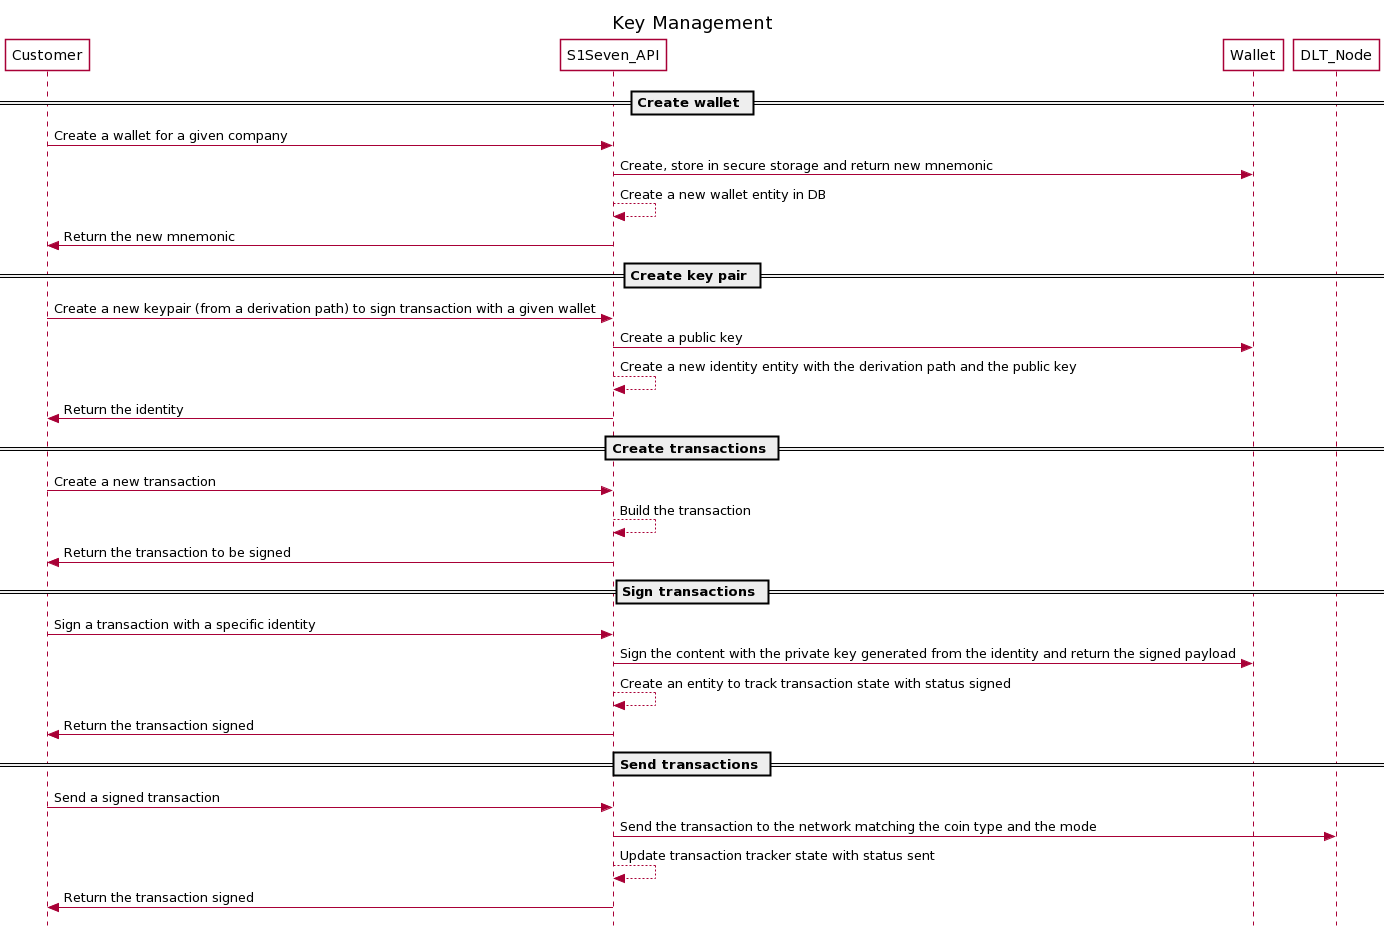 Key Management
Customer
S1Seven_API
Wallet
DLT_Node
Create wallet
Create a wallet for a given company
Create, store in secure storage and return new mnemonic
Create a new wallet entity in DB
Return the new mnemonic
Create key pair
Create a new keypair (from a derivation path) to sign transaction with a given wallet
Create a public key
Create a new identity entity with the derivation path and the public key
Return the identity
Create transactions
Create a new transaction
Build the transaction
Return the transaction to be signed
Sign transactions
Sign a transaction with a specific identity
Sign the content with the private key generated from the identity and return the signed payload
Create an entity to track transaction state with status signed
Return the transaction signed
Send transactions
Send a signed transaction
Send the transaction to the network matching the coin type and the mode
Update transaction tracker state with status sent
Return the transaction signed